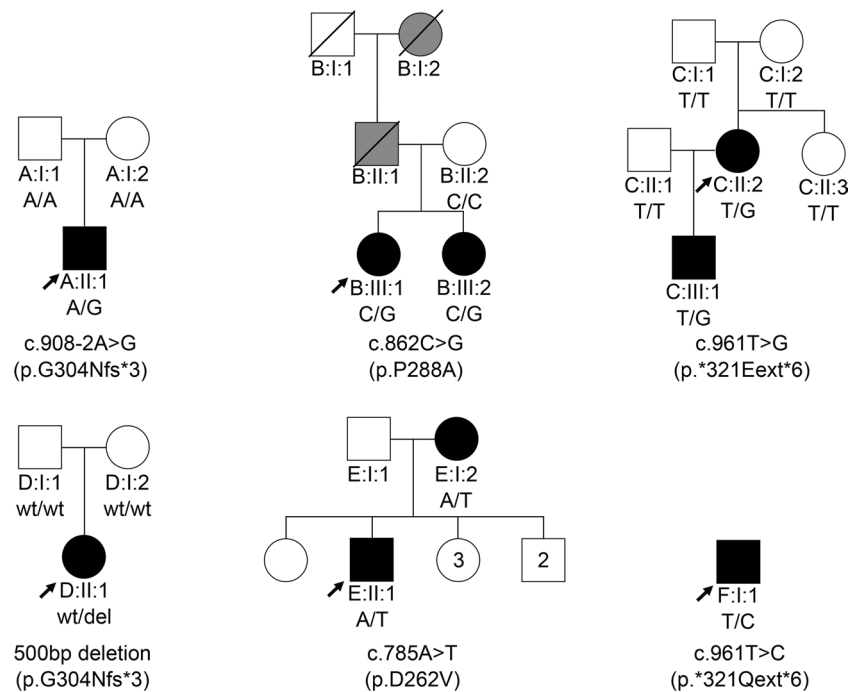 B:I:1 B:I:2
C:I:1 C:I:2
T/T T/T
A:I:1 A:I:2
A/A A/A
B:II:1 B:II:2
C/C
C:II:1 C:II:2 C:II:3
T/T T/G T/T
A:II:1
A/G
B:III:1 B:III:2
C/G C/G
C:III:1
T/G
c.908-2A>G
(p.G304Nfs*3)
c.862C>G
(p.P288A)
c.961T>G
(p.*321Eext*6)
D:I:1 D:I:2
wt/wt wt/wt
E:I:1 E:I:2
A/T
3 2
D:II:1
wt/del
E:II:1
A/T
F:I:1
T/C
500bp deletion
(p.G304Nfs*3)
c.785A>T
(p.D262V)
c.961T>C
(p.*321Qext*6)